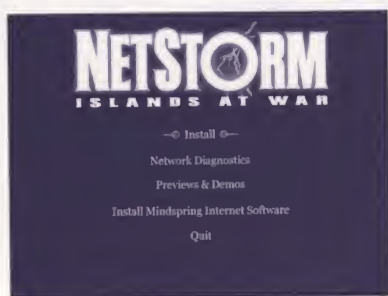 NETSTORM
ISLANDS AT WAR
Install
Network Diagnostics
Previews & Demos
Install Mindspring Internet Software
Quit